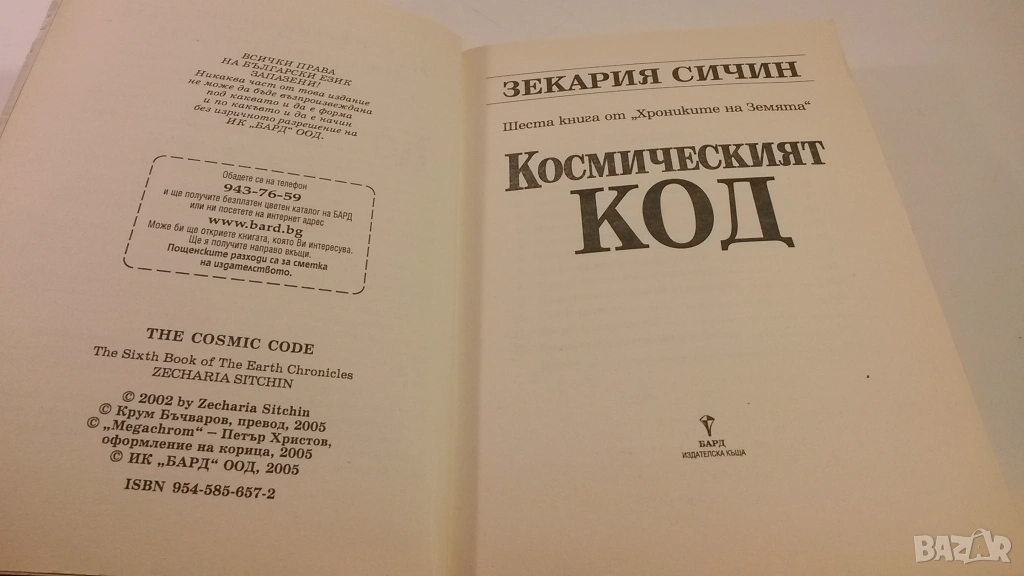 ВСИЧКИ ПРАВА
НА БЪЛГАРСКИ ЕЗИК
ЗАПАЗЕНИ!
Никаква част от това издание
не може да бъде възпроизвеждана
под каквато и да е форма
и по какъвто и да е начин
без изричното разрешение на
ИК „БАРД“ ООД.
Обадете се на телефон
943-76-59
и ще получите безплатен цветен каталог на БАРД
или ни посетете на интернет адрес
www.bard.bg
Може би ще откриете книгата, която Ви интересува.
Ще я получите направо вкъщи.
Пощенските разходи са за сметка
на издателството.
THE COSMIC CODE
The Sixth Book of The Earth Chronicles
ZECHARIA SITCHIN
© 2002 by Zecharia Sitchin
© Крум Бъчваров, превод, 2005
© „Megachrom“ – Петър Христов,
оформление на корица, 2005
© ИК „БАРД“ ООД, 2005
ISBN 954-585-657-2
ЗЕКАРИЯ СИЧИН
Шеста книга от „Хрониките на Земята“
КОСМИЧЕСКИЯТ
КОД
БАРД
ИЗДАТЕЛСКА КЪЩА
BAZAR